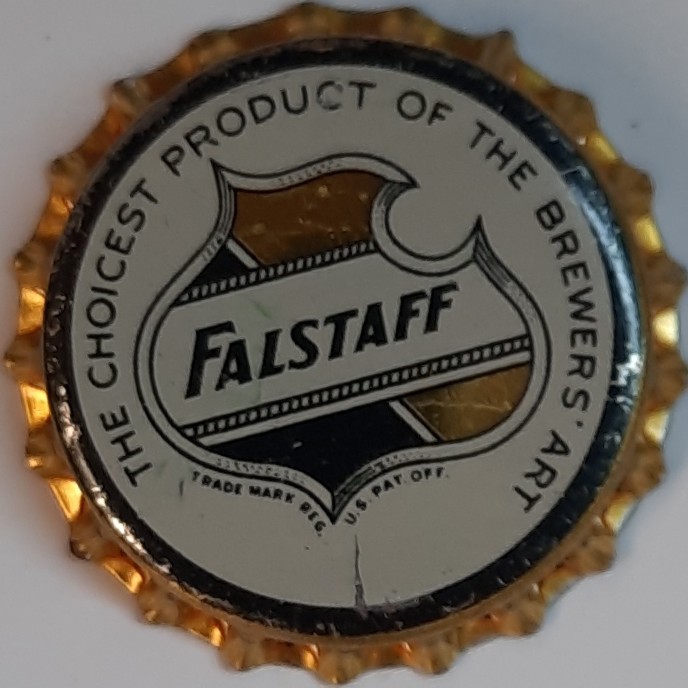 THE CHOICEST PRODUCT OF THE BREWERS' ART
FALSTAFF
TRADE MARK REG. U.S. PAT. OFF.